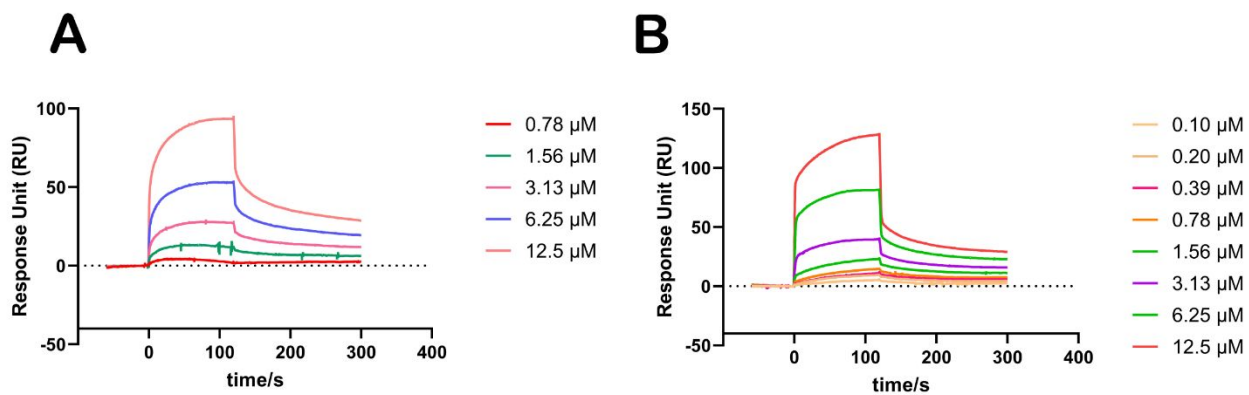 A
100
50
0
-50
Response Unit (RU)
0 100 200 300 400
time/s
0.78 μM
1.56 μM
3.13 μM
6.25 μM
12.5 μM
B
150
100
50
0
-50
Response Unit (RU)
0 100 200 300 400
time/s
0.10 μM
0.20 μM
0.39 μM
0.78 μM
1.56 μM
3.13 μM
6.25 μM
12.5 μM